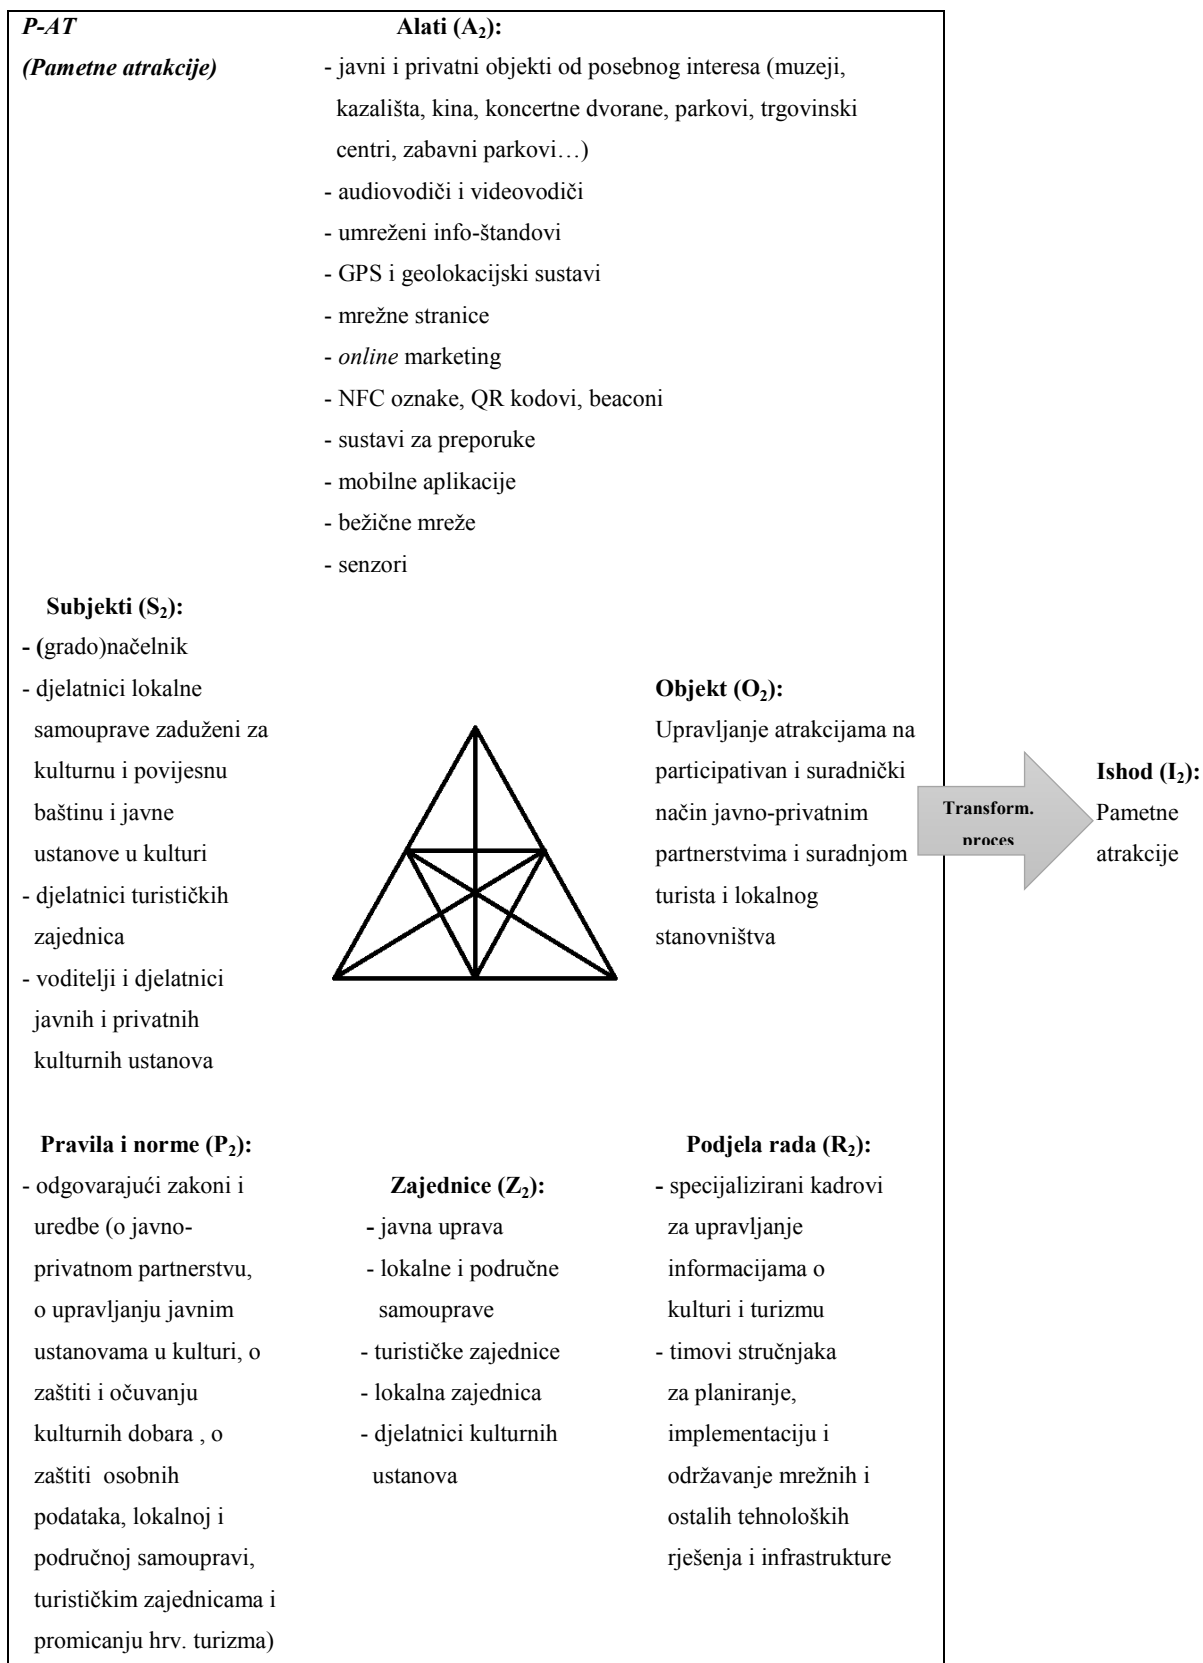 P-AT
(Pametne atrakcije)
Alati (A₂):
- javni i privatni objekti od posebnog interesa (muzeji,
kazališta, kina, koncertne dvorane, parkovi, trgovinski
centri, zabavni parkovi…)
- audiovodiči i videovodiči
- umreženi info-štandovi
- GPS i geolokacijski sustavi
- mrežne stranice
- online marketing
- NFC oznake, QR kodovi, beaconi
- sustavi za preporuke
- mobilne aplikacije
- bežične mreže
- senzori
Subjekti (S₂):
- (grado)načelnik
- djelatnici lokalne
samouprave zaduženi za
kulturnu i povijesnu
baštinu i javne
ustanove u kulturi
- djelatnici turističkih
zajednica
- voditelji i djelatnici
javnih i privatnih
kulturnih ustanova
Objekt (O₂):
Upravljanje atrakcijama na
participativan i suradnički
način javno-privatnim
partnerstvima i suradnjom
turista i lokalnog
stanovništva
Transform.
proces
Ishod (I₂):
Pametne
atrakcije
Pravila i norme (P₂):
- odgovarajući zakoni i
uredbe (o javno-
privatnom partnerstvu,
o upravljanju javnim
ustanovama u kulturi, o
zaštiti i očuvanju
kulturnih dobara , o
zaštiti osobnih
podataka, lokalnoj i
područnoj samoupravi,
turističkim zajednicama i
promicanju hrv. turizma)
Zajednice (Z₂):
- javna uprava
- lokalne i područne
samouprave
- turističke zajednice
- lokalna zajednica
- djelatnici kulturnih
ustanova
Podjela rada (R₂):
- specijalizirani kadrovi
za upravljanje
informacijama o
kulturi i turizmu
- timovi stručnjaka
za planiranje,
implementaciju i
održavanje mrežnih i
ostalih tehnoloških
rješenja i infrastrukture